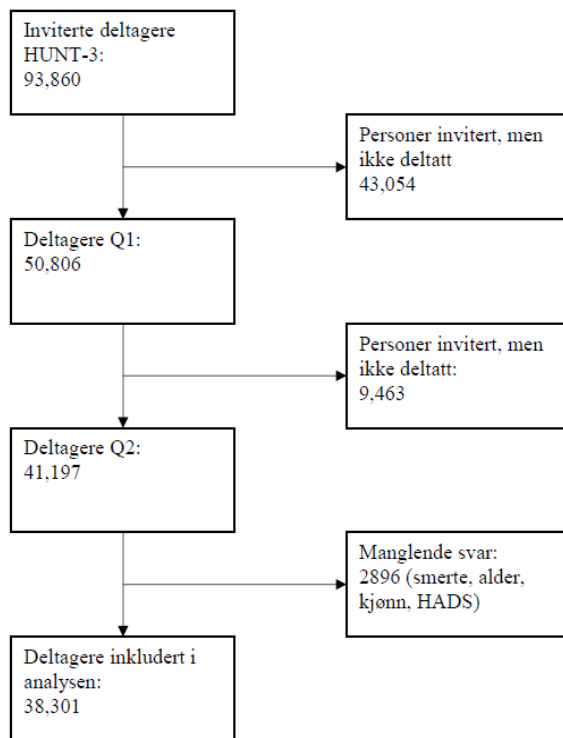 Inviterte deltagere
HUNT-3:
93,860
Personer invitert, men
ikke deltatt
43,054
Deltagere Q1:
50,806
Personer invitert, men
ikke deltatt:
9,463
Deltagere Q2:
41,197
Manglende svar:
2896 (smerte, alder,
kjønn, HADS)
Deltagere inkludert i
analysen:
38,301